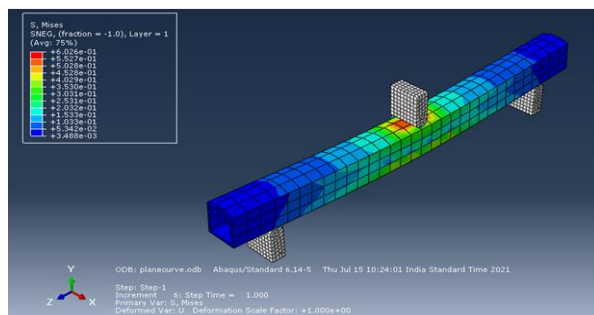 S, Mises
SNEG, (fraction = -1.0), Layer = 1
(Avg: 75%)
+6.026e-01
+5.527e-01
+5.028e-01
+4.528e-01
+4.029e-01
+3.530e-01
+3.031e-01
+2.531e-01
+2.032e-01
+1.533e-01
+1.033e-01
+5.342e-02
+3.488e-03
Y
Z
X
ODB: planecurve.odb Abaqus/Standard 6.14-5 Thu Jul 15 10:24:01 India Standard Time 2021
Step: Step-1
Increment 6: Step Time = 1.000
Primary Var: S, Mises
Deformed Var: U Deformation Scale Factor: +1.000e+00